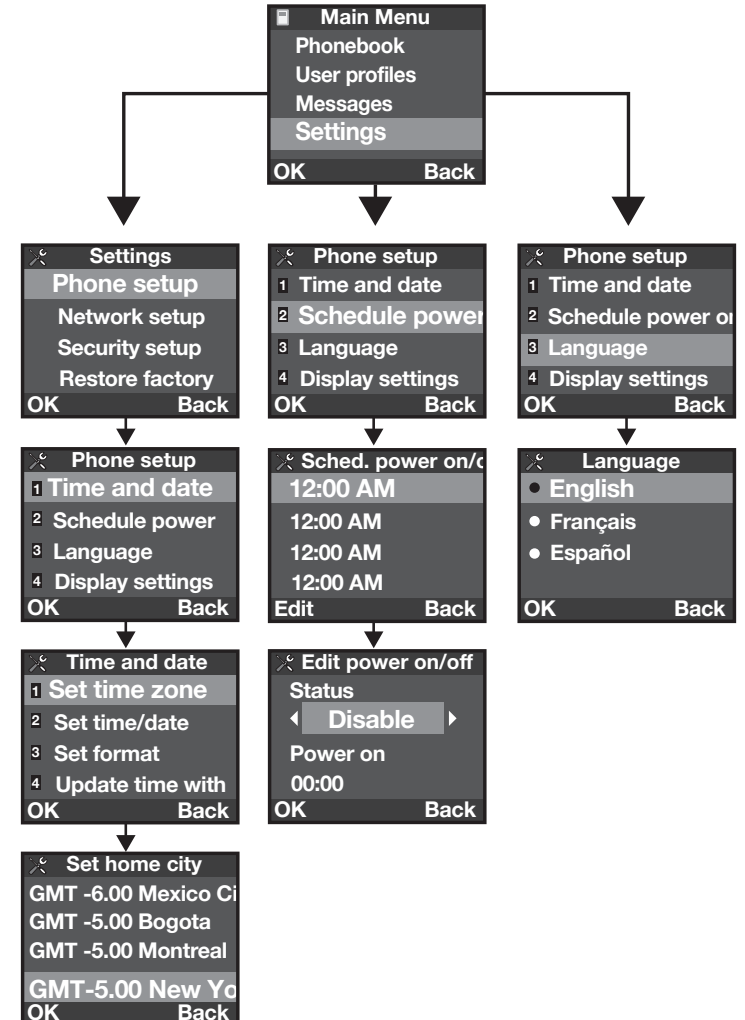 Main Menu
Phonebook
User profiles
Messages
Settings
OK Back
Settings
Phone setup
Network setup
Security setup
Restore factory
OK Back
Phone setup
1 Time and date
2 Schedule power
3 Language
4 Display settings
OK Back
Time and date
1 Set time zone
2 Set time/date
3 Set format
4 Update time with
OK Back
Set home city
GMT -6.00 Mexico Ci
GMT -5.00 Bogota
GMT -5.00 Montreal
GMT-5.00 New Yo
OK Back
Phone setup
1 Time and date
2 Schedule power
3 Language
4 Display settings
OK Back
Sched. power on/o
12:00 AM
12:00 AM
12:00 AM
12:00 AM
Edit Back
Edit power on/off
Status
Disable
Power on
00:00
OK Back
Phone setup
1 Time and date
2 Schedule power on
3 Language
4 Display settings
OK Back
Language
English
Français
Español
OK Back